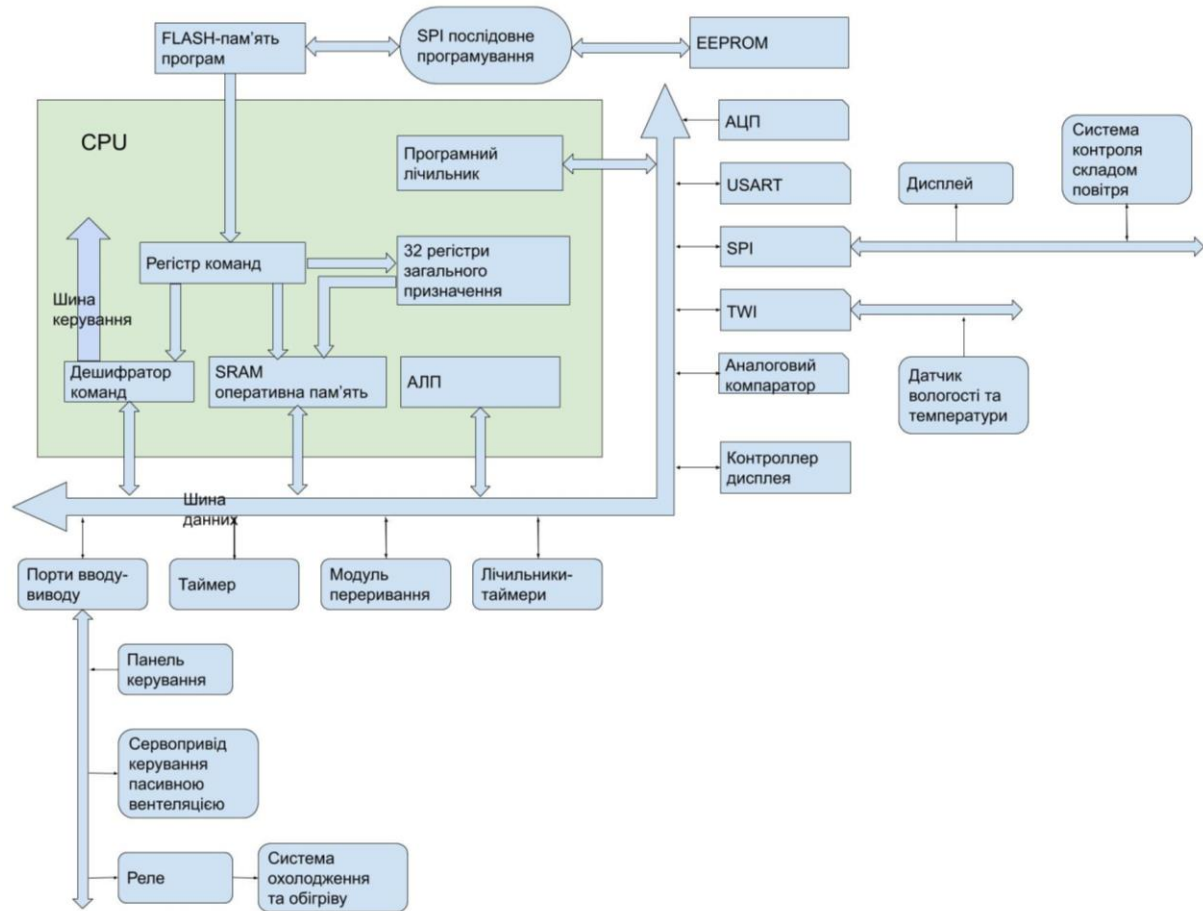 FLASH-пам’ять
програм
SPI послідовне
програмування
EEPROM
CPU
Програмний
лічильник
АЦП
USART
SPI
TWI
Аналоговий
компаратор
Контроллер
дисплея
Дисплей
Система
контроля
складом
повітря
Датчик
вологості та
температури
Регістр команд
32 регістри
загального
призначення
Шина
керування
Дешифратор
команд
SRAM
оперативна пам’ять
АЛП
Шина
данних
Порти вводу-
виводу
Таймер
Модуль
переривання
Лічильники-
таймери
Панель
керування
Сервопривід
керування
пасивною
вентеляцією
Реле
Система
охолодження
та обігріву